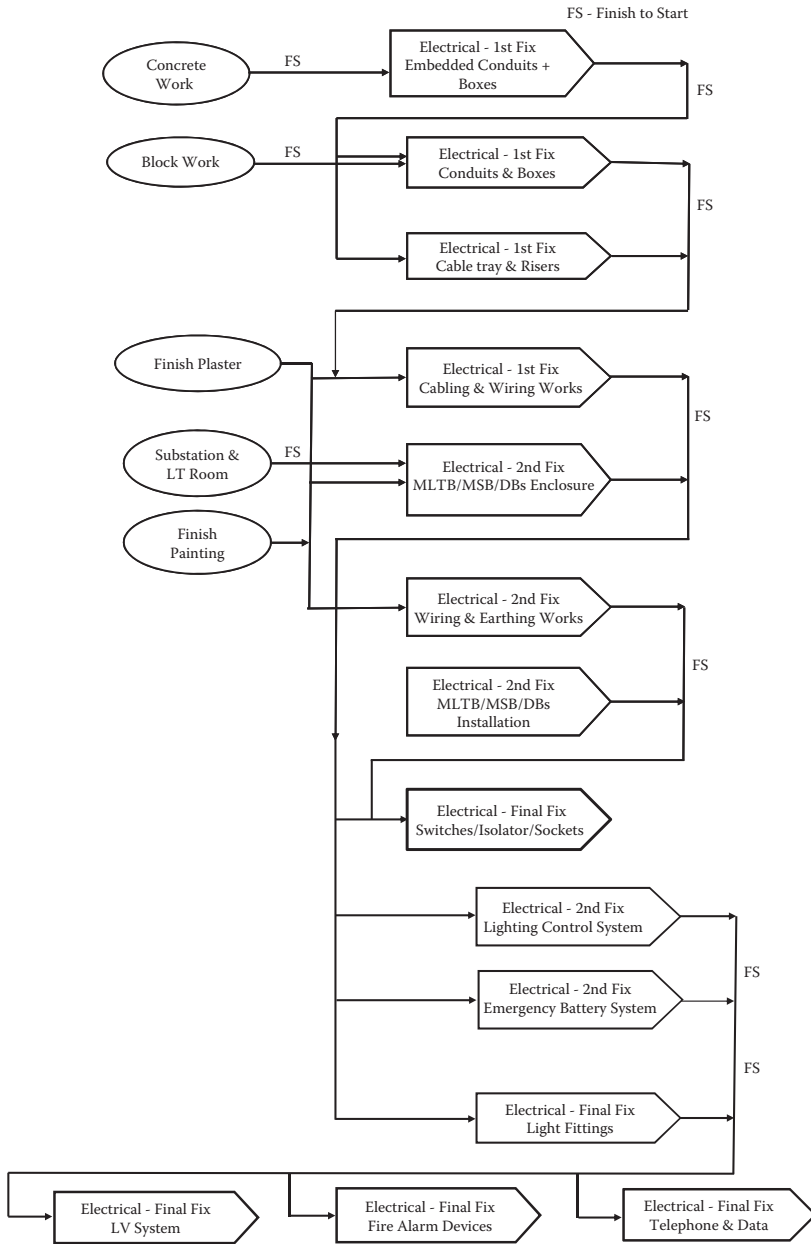 FS - Finish to Start
Concrete
Work
FS
Electrical - 1st Fix
Embedded Conduits +
Boxes
FS
Block Work
FS
Electrical - 1st Fix
Conduits & Boxes
FS
Electrical - 1st Fix
Cable tray & Risers
Finish Plaster
Electrical - 1st Fix
Cabling & Wiring Works
FS
Substation &
LT Room
FS
Electrical - 2nd Fix
MLTB/MSB/DBs Enclosure
Finish
Painting
Electrical - 2nd Fix
Wiring & Earthing Works
FS
Electrical - 2nd Fix
MLTB/MSB/DBs
Installation
Electrical - Final Fix
Switches/Isolator/Sockets
Electrical - 2nd Fix
Lighting Control System
FS
Electrical - 2nd Fix
Emergency Battery System
FS
Electrical - Final Fix
Light Fittings
Electrical - Final Fix
LV System
Electrical - Final Fix
Fire Alarm Devices
Electrical - Final Fix
Telephone & Data